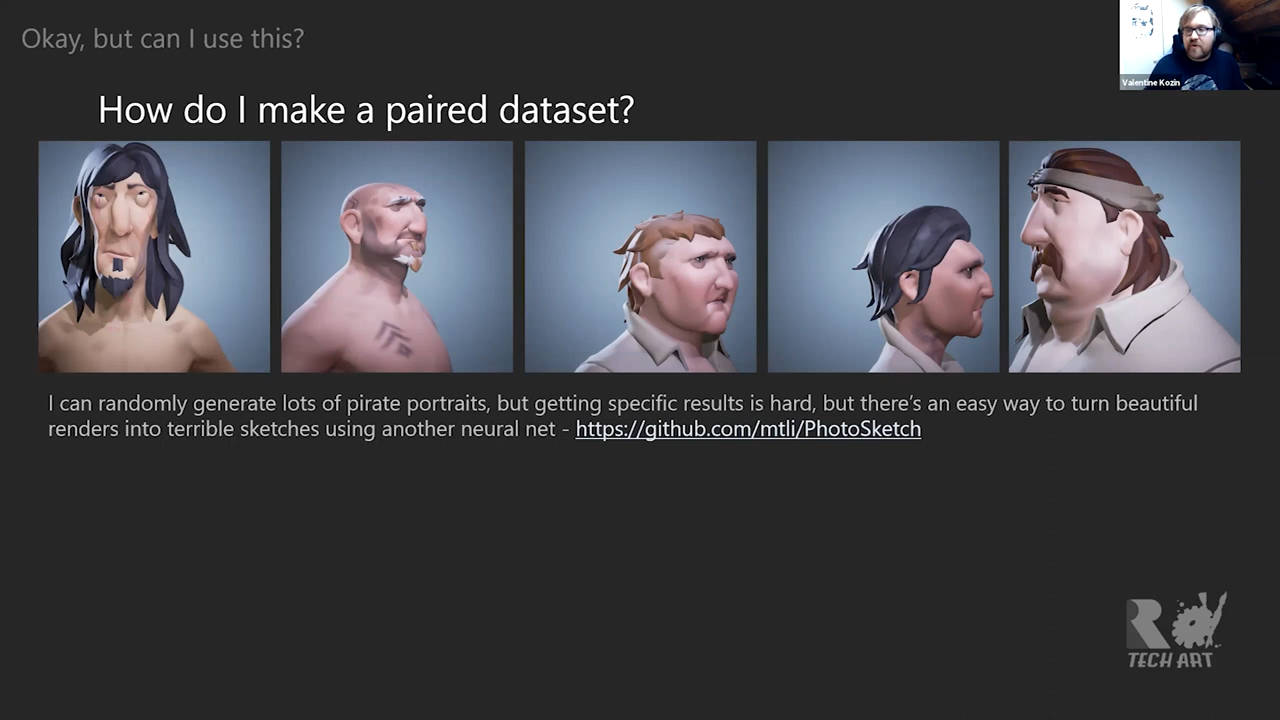 Okay, but can I use this?
Valentine Kozin
How do I make a paired dataset?
I can randomly generate lots of pirate portraits, but getting specific results is hard, but there's an easy way to turn beautiful
renders into terrible sketches using another neural net - https://github.com/mtli/PhotoSketch
R
TECH ART